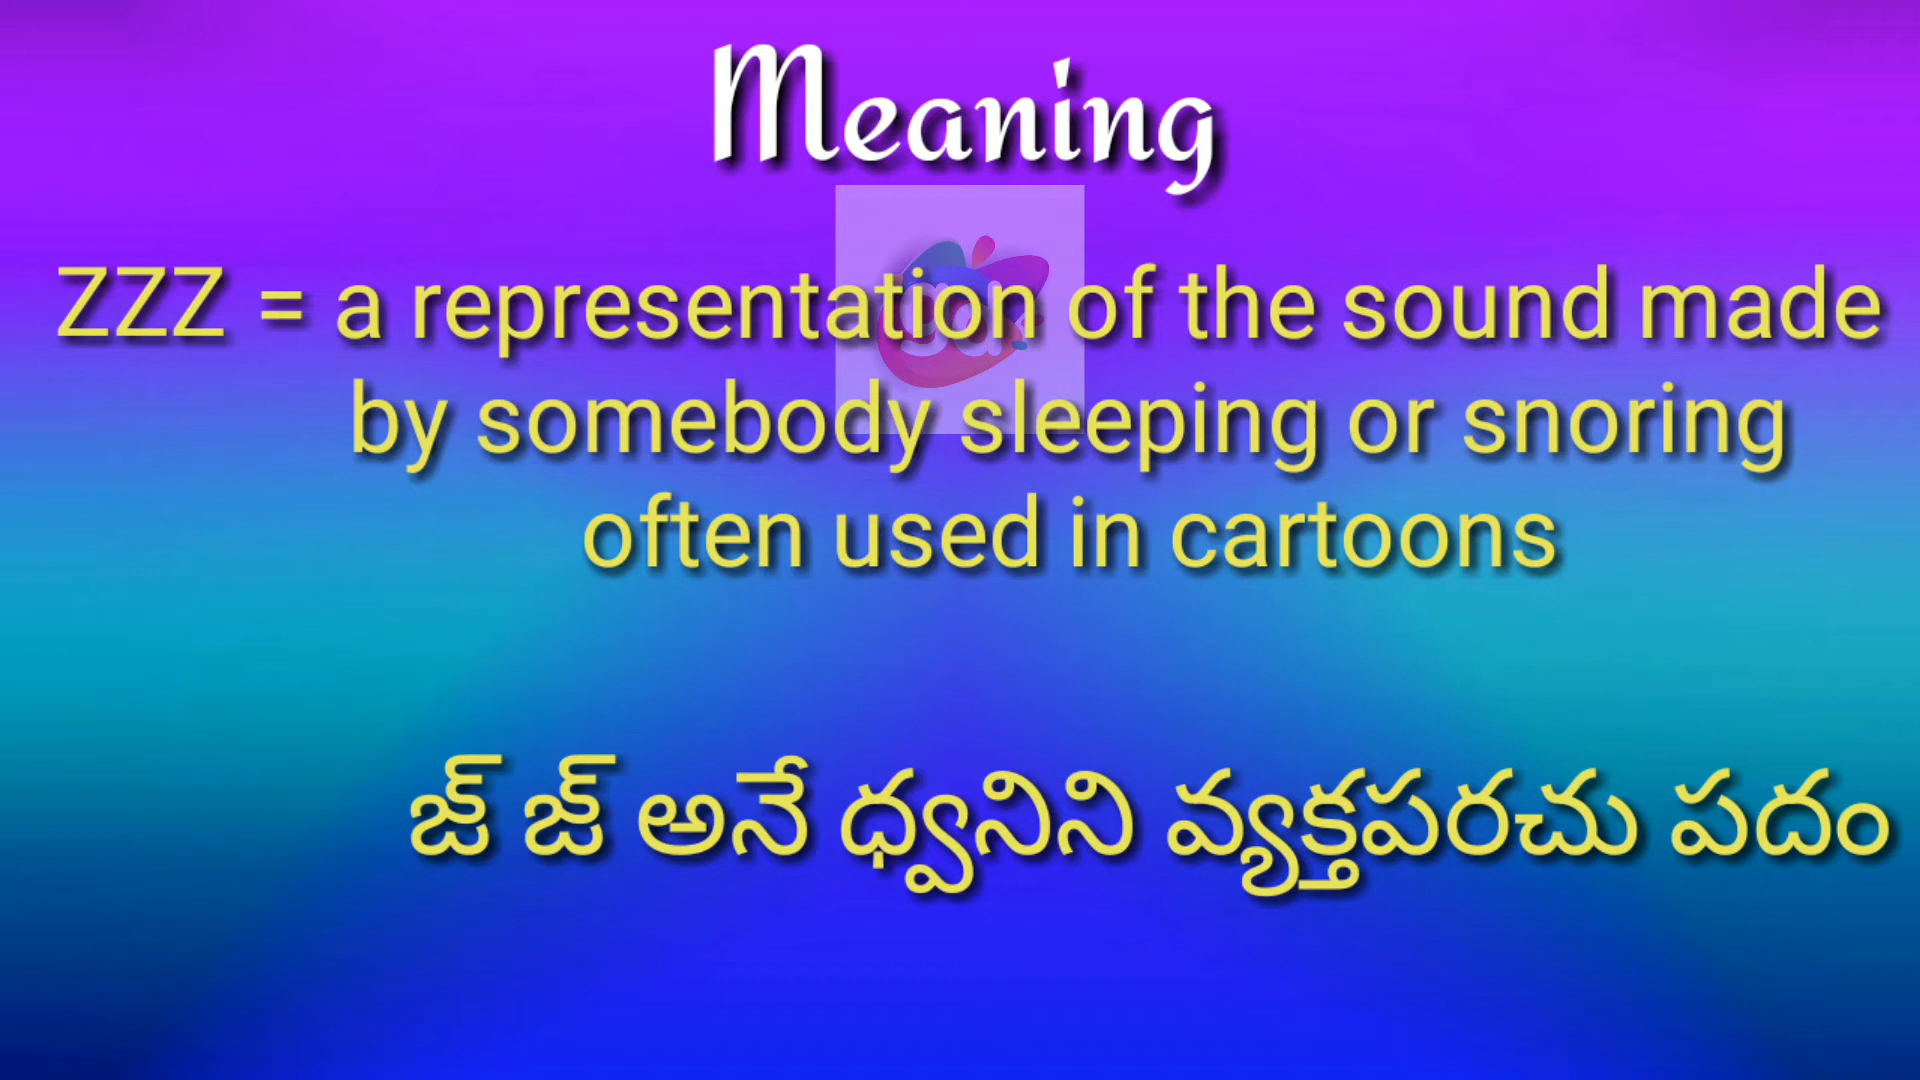 Meaning
ZZZ = a representation of the sound made
by somebody sleeping or snoring
often used in cartoons
జ్ జ్ అనే ధ్వనిని వ్యక్తపరచు పదం